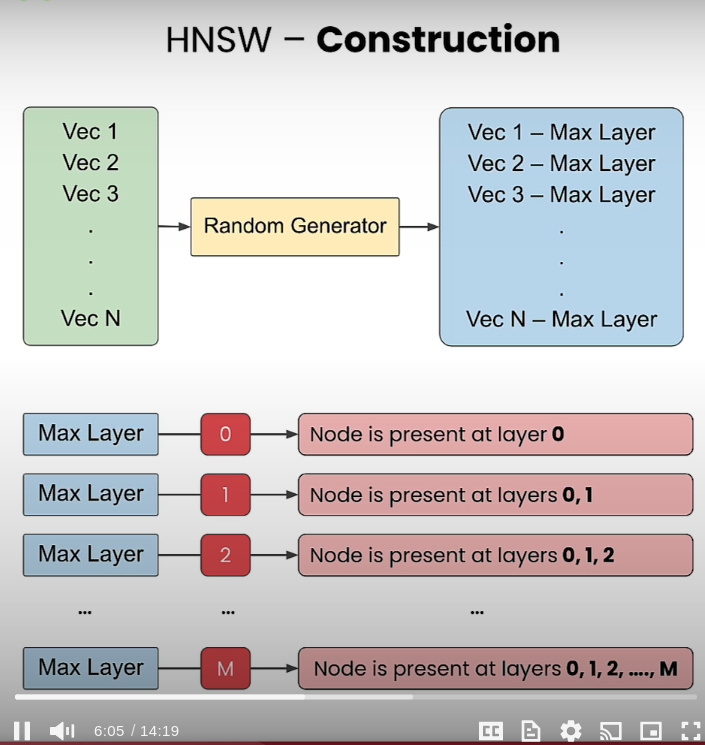 HNSW – Construction
Vec 1
Vec 2
Vec 3
.
.
.
Vec N
Random Generator
Vec 1 – Max Layer
Vec 2 – Max Layer
Vec 3 – Max Layer
.
.
.
Vec N – Max Layer
Max Layer 0 Node is present at layer 0
Max Layer 1 Node is present at layers 0, 1
Max Layer 2 Node is present at layers 0, 1, 2
... ... ...
Max Layer M Node is present at layers 0, 1, 2, ...., M
6:05 / 14:19 CC